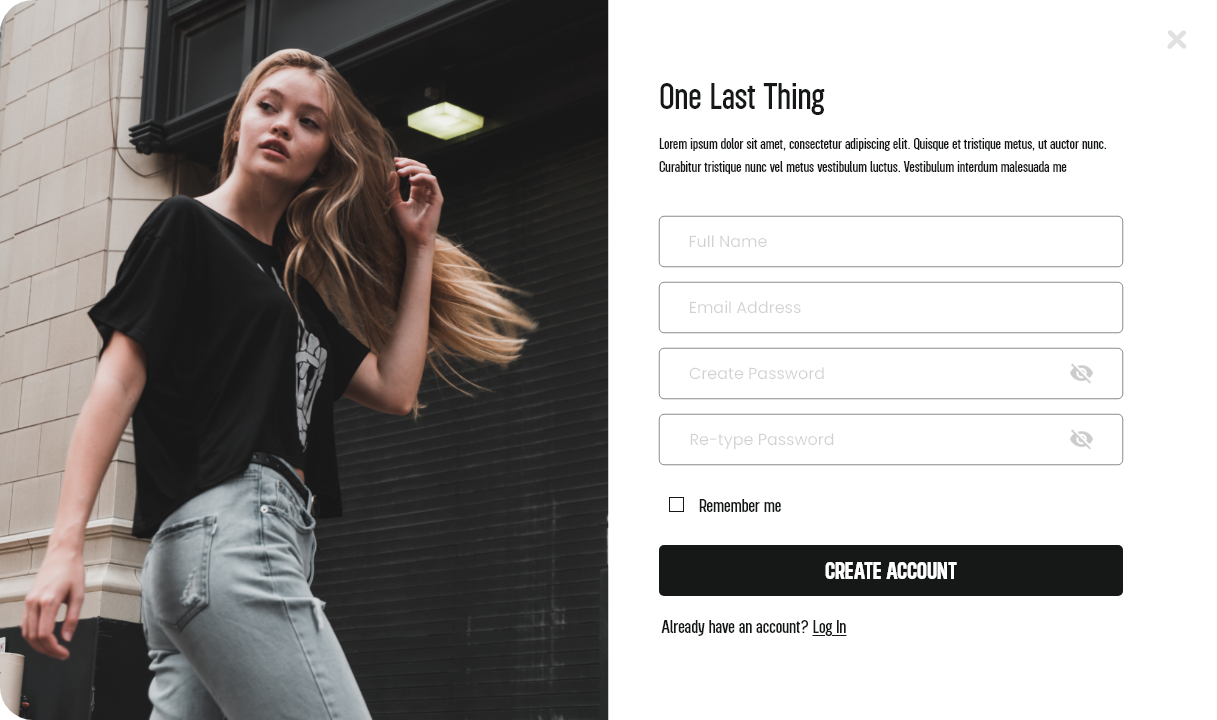 One Last Thing
Lorem ipsum dolor sit amet, consectetur adipiscing elit. Quisque et tristique metus, ut auctor nunc.
Curabitur tristique nunc vel metus vestibulum luctus. Vestibulum interdum malesuada me
Full Name
Email Address
Create Password
Re-type Password
Remember me
CREATE ACCOUNT
Already have an account? Log In